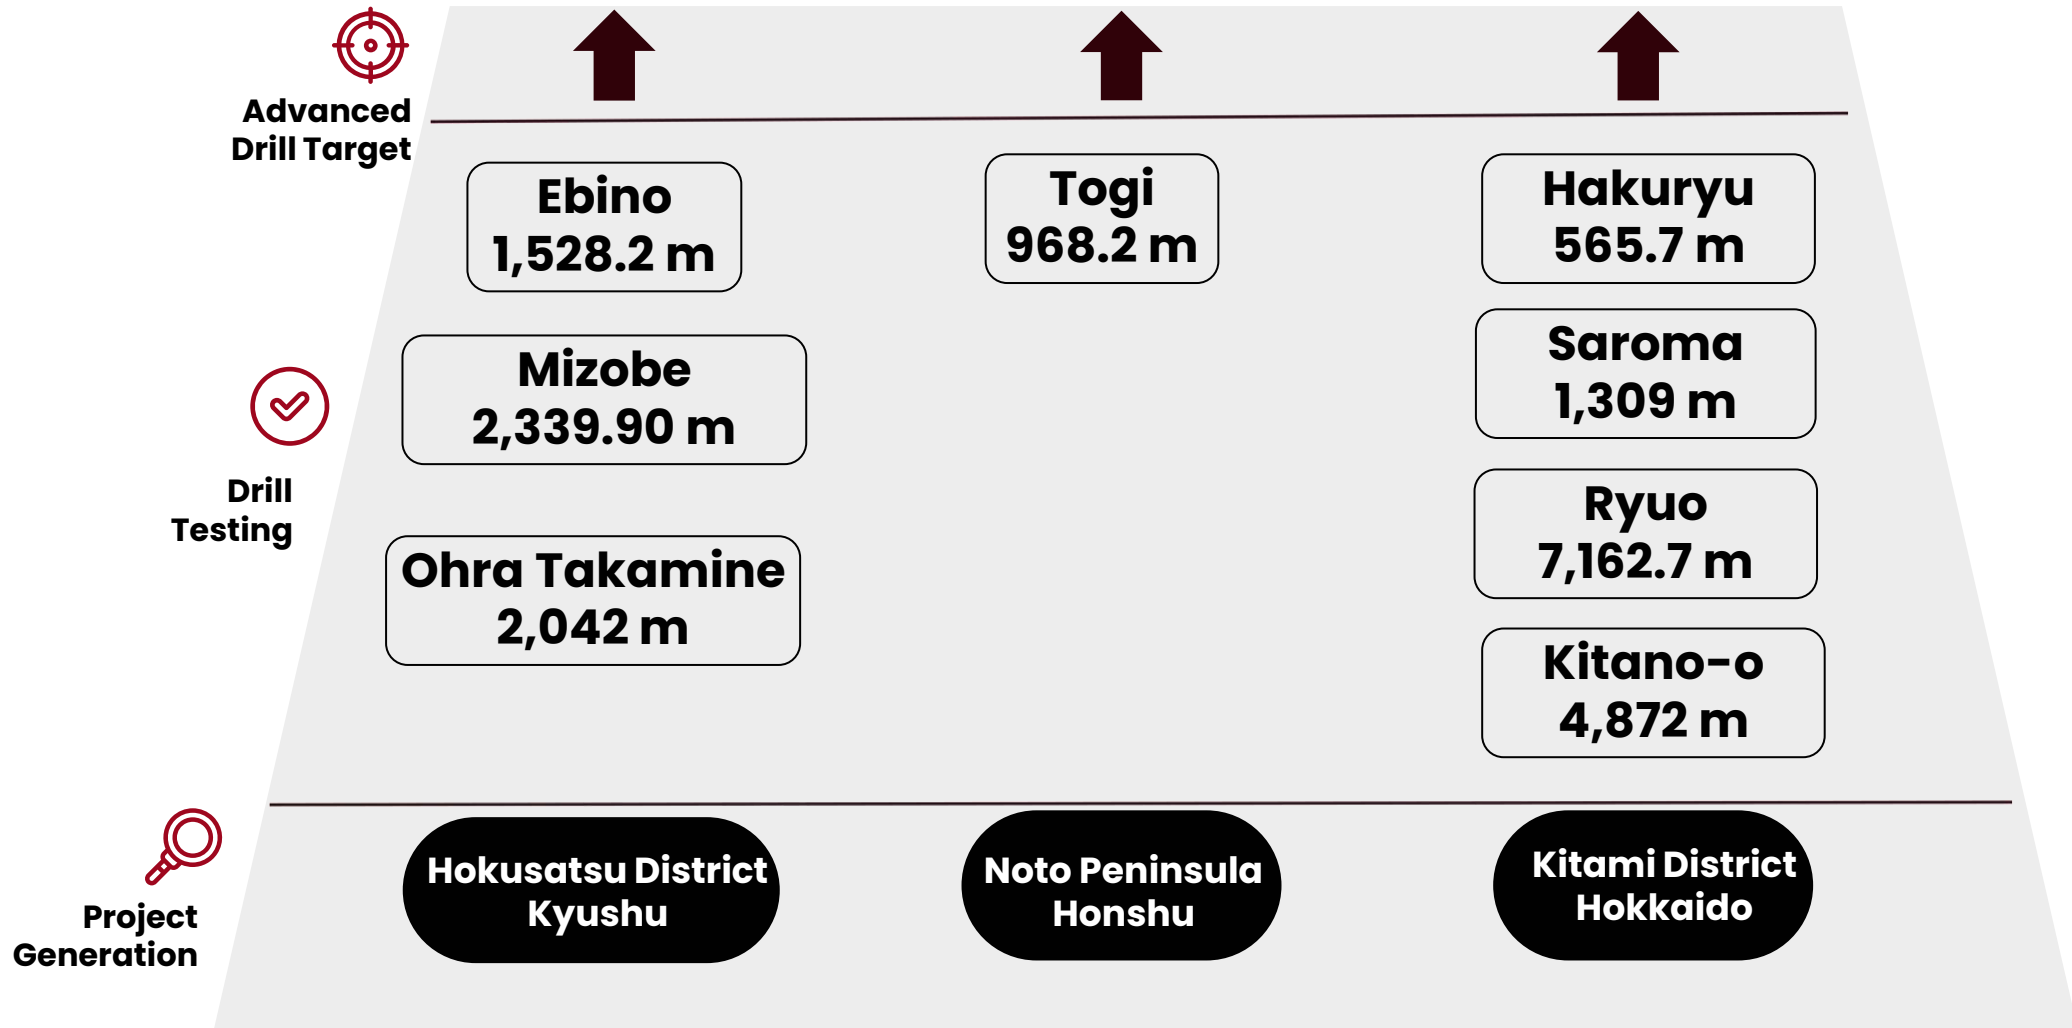 Advanced
Drill Target
Ebino
1,528.2 m
Togi
968.2 m
Hakuryu
565.7 m
Mizobe
2,339.90 m
Saroma
1,309 m
Drill
Testing
Ryuo
7,162.7 m
Ohra Takamine
2,042 m
Kitano-o
4,872 m
Project
Generation
Hokusatsu District
Kyushu
Noto Peninsula
Honshu
Kitami District
Hokkaido